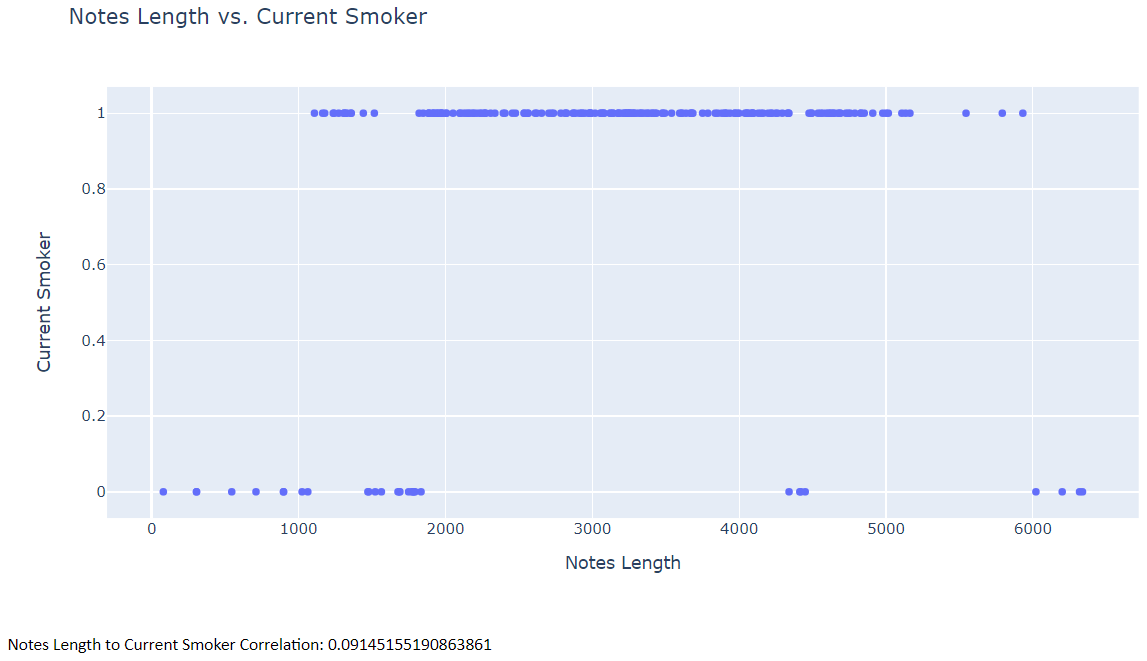 Notes Length vs. Current Smoker
1
0.8
0.6
0.4
0.2
0
Current Smoker
0 1000 2000 3000 4000 5000 6000
Notes Length
Notes Length to Current Smoker Correlation: 0.09145155190863861